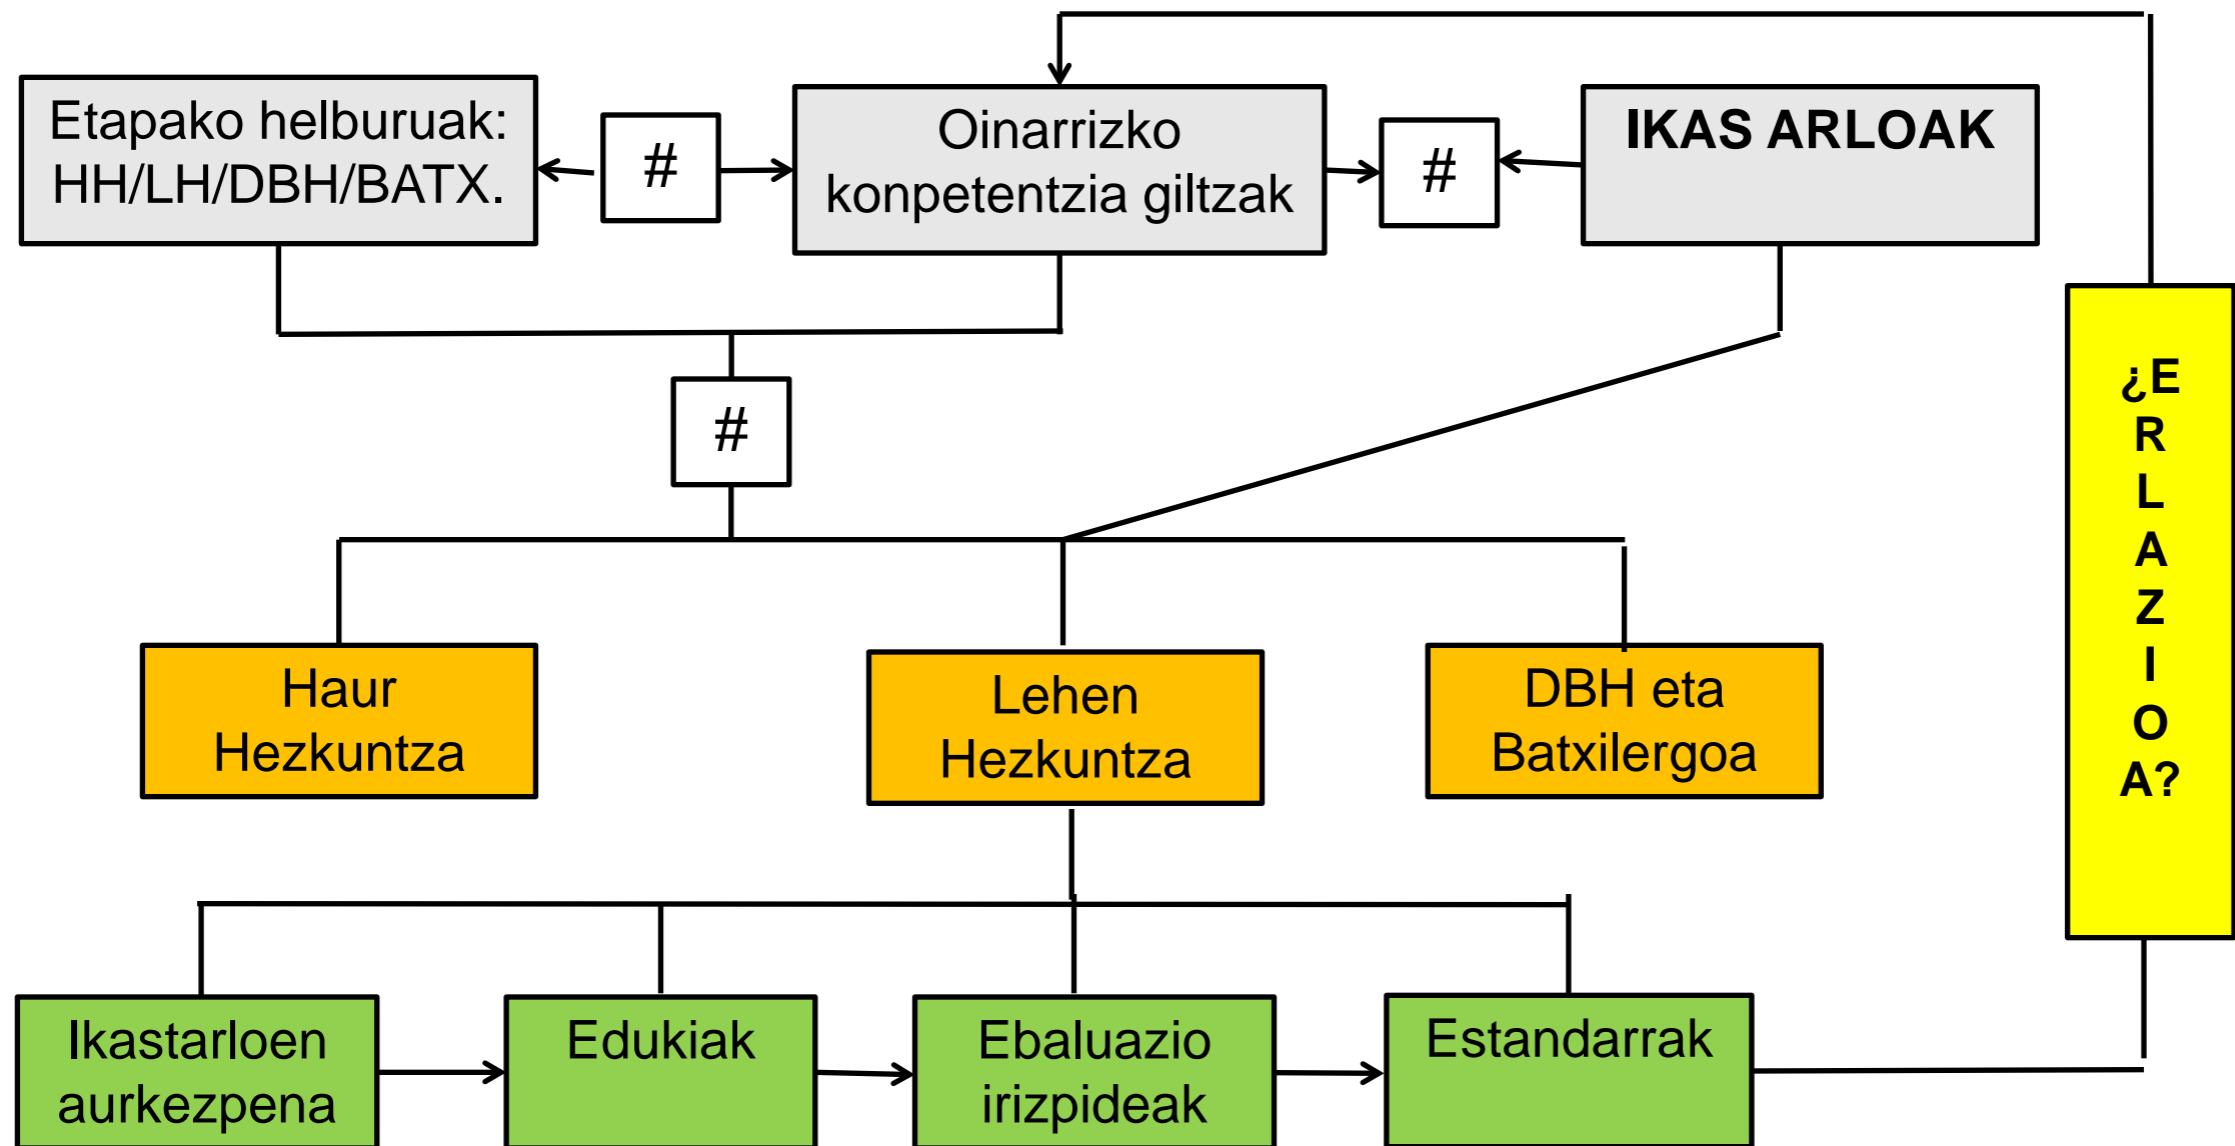 Etapako helburuak:
HH/LH/DBH/BATX.
#
Oinarrizko
konpetentzia giltzak
#
IKAS ARLOAK
#
¿E
R
L
A
Z
I
O
A?
Haur
Hezkuntza
Lehen
Hezkuntza
DBH eta
Batxilergoa
Ikastarloen
aurkezpena
Edukiak
Ebaluazio
irizpideak
Estandarrak